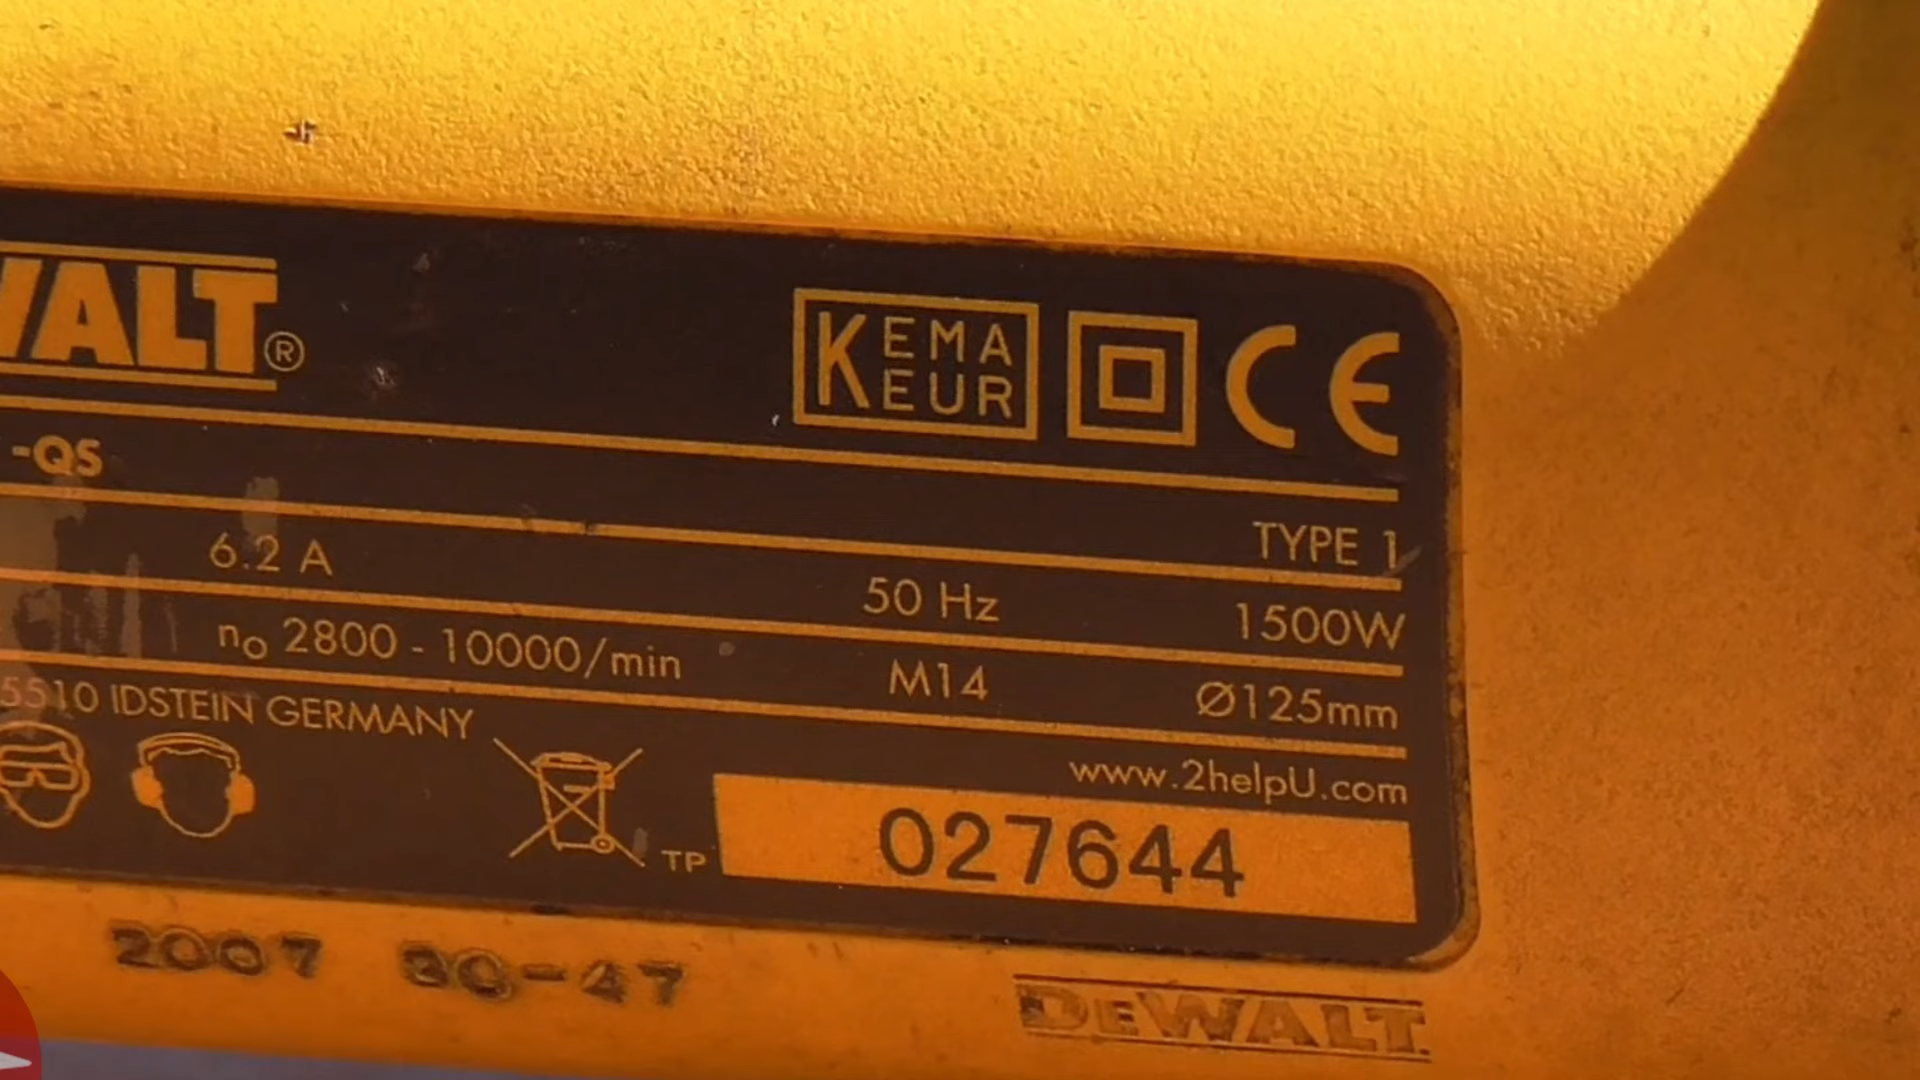 WALT®
KEMA
KEUR
CE
-QS
TYPE 1
6.2 A 50 Hz 1500W
no 2800 - 10000/min M14 Ø125mm
5510 IDSTEIN GERMANY
www.2helpU.com
TP 027644
2007 30-47
DEWALT